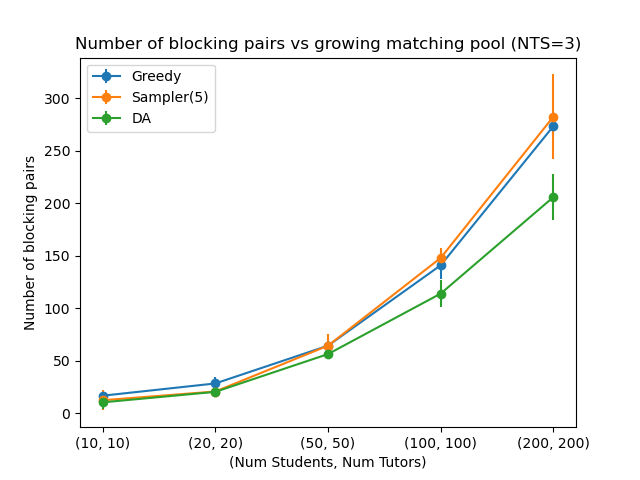 Number of blocking pairs vs growing matching pool (NTS=3)
Greedy
Sampler(5)
DA
300
250
200
150
100
50
0
Number of blocking pairs
(10, 10) (20, 20) (50, 50) (100, 100) (200, 200)
(Num Students, Num Tutors)